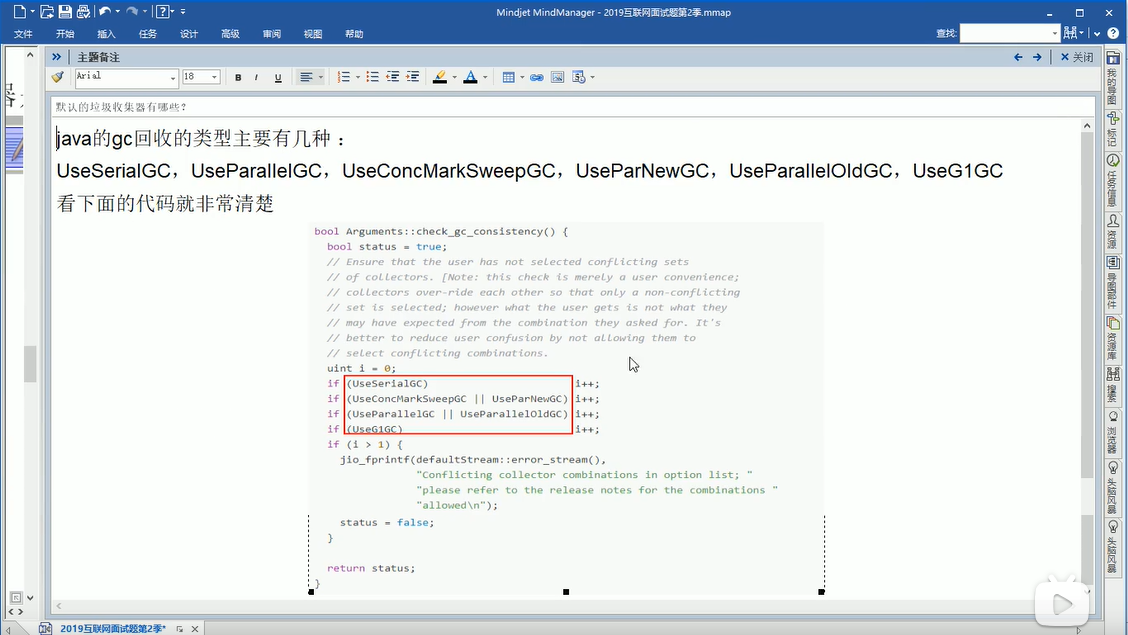 Mindjet MindManager - 2019互联网面试题第2季.mmap
文件 开始 插入 任务 设计 高级 审阅 视图 帮助 查找:
主题备注 关闭
Arial 18 B I U A
默认的垃圾收集器有哪些?
java的gc回收的类型主要有几种：
UseSerialGC，UseParallelGC，UseConcMarkSweepGC，UseParNewGC，UseParallelOldGC，UseG1GC
看下面的代码就非常清楚
bool Arguments::check_gc_consistency() {
bool status = true;
// Ensure that the user has not selected conflicting sets
// of collectors. [Note: this check is merely a user convenience;
// collectors over-ride each other so that only a non-conflicting
// set is selected; however what the user gets is not what they
// may have expected from the combination they asked for. It's
// better to reduce user confusion by not allowing them to
// select conflicting combinations.
uint i = 0;
if (UseSerialGC) i++;
if (UseConcMarkSweepGC || UseParNewGC) i++;
if (UseParallelGC || UseParallelOldGC) i++;
if (UseG1GC) i++;
if (i > 1) {
jio_fprintf(defaultStream::error_stream(),
"Conflicting collector combinations in option list; "
"please refer to the release notes for the combinations "
"allowed\n");
status = false;
}
return status;
}
我的导图
标记
任务信息
资源
导图部件
资源库
搜索
浏览器
头脑风暴
头脑风暴
2019互联网面试题第2季*